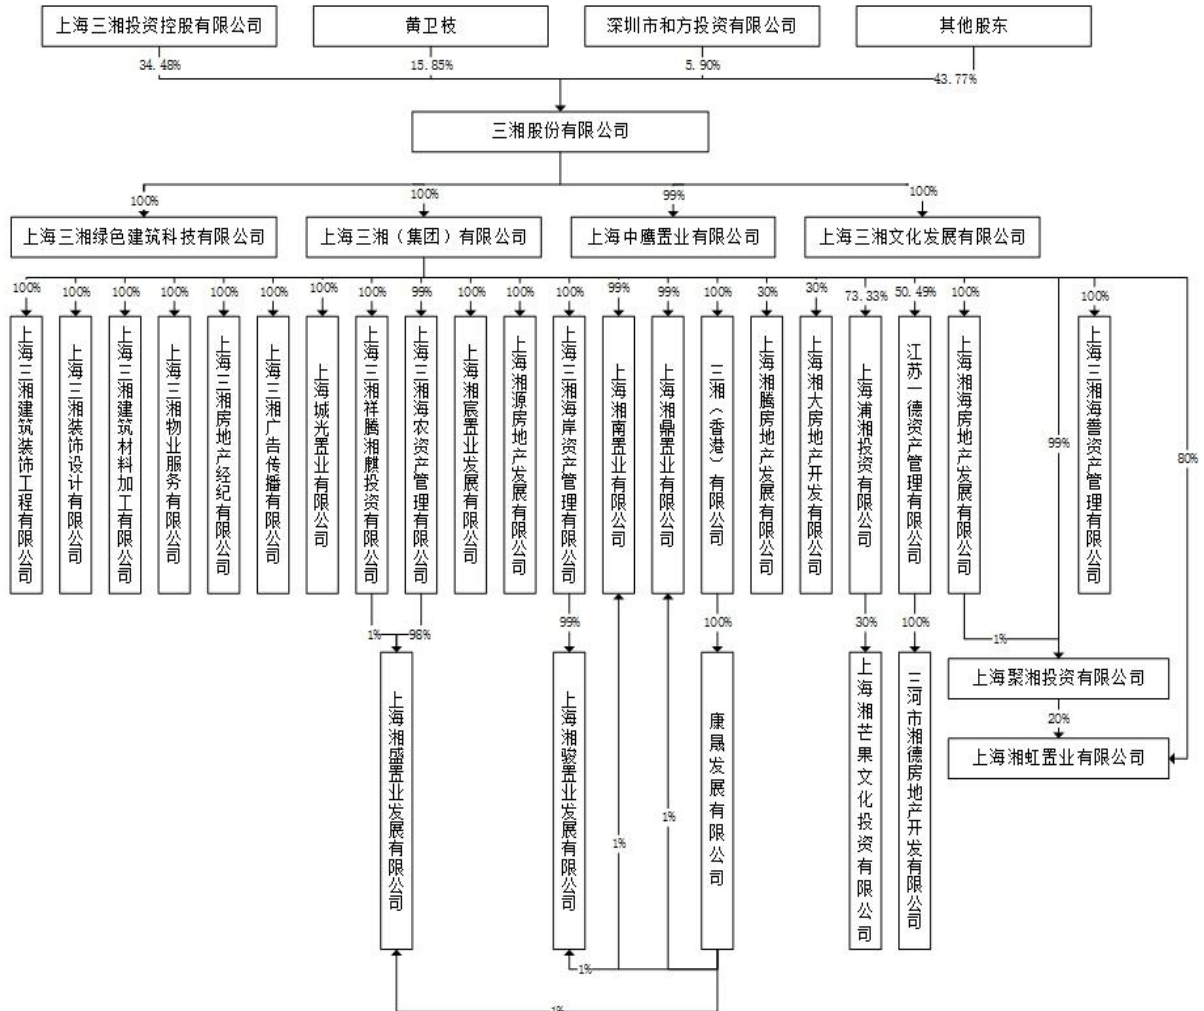 上海三湘投资控股有限公司
黄卫枝
深圳市和方投资有限公司
其他股东
34.48%
15.85%
5.90%
43.77%
三湘股份有限公司
100%
100%
99%
100%
上海三湘绿色建筑科技有限公司
上海三湘（集团）有限公司
上海中鹰置业有限公司
上海三湘文化发展有限公司
100%
100%
100%
100%
100%
100%
100%
100%
99%
100%
100%
100%
99%
99%
100%
30%
30%
73.33%
50.49%
100%
100%
上海三湘建筑装饰工程有限公司
上海三湘装饰设计有限公司
上海三湘建筑材料加工有限公司
上海三湘物业服务有限公司
上海三湘房地产经纪有限公司
上海三湘广告传播有限公司
上海城光置业有限公司
上海三湘祥腾湘麒投资有限公司
上海三湘海农资产管理有限公司
上海湘宸置业发展有限公司
上海湘源房地产发展有限公司
上海三湘海岸资产管理有限公司
上海湘南置业有限公司
上海湘鼎置业有限公司
三湘（香港）有限公司
上海湘腾房地产发展有限公司
上海湘大房地产开发有限公司
上海浦湘投资有限公司
江苏一德资产管理有限公司
上海湘海房地产发展有限公司
上海三湘海誊资产管理有限公司
99%
80%
1%
98%
99%
100%
30%
100%
1%
上海湘盛置业发展有限公司
上海湘骏置业发展有限公司
康晟发展有限公司
上海湘芒果文化投资有限公司
三河市湘德房地产开发有限公司
上海聚湘投资有限公司
20%
上海湘虹置业有限公司
1%
1%
1%
1%